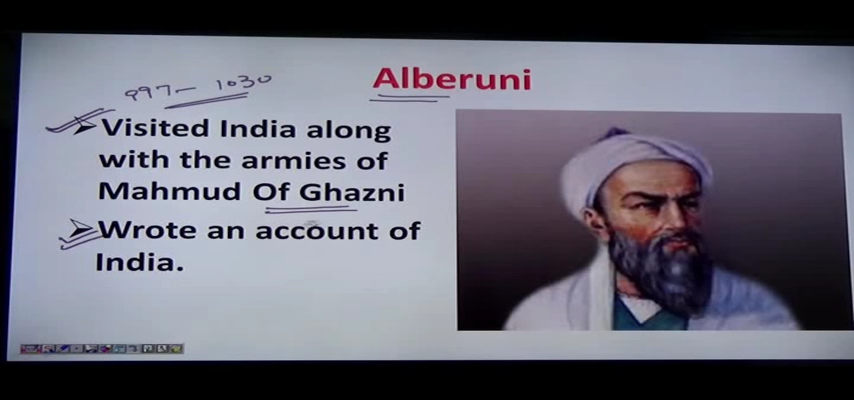 Alberuni
997- 1030
Visited India along
with the armies of
Mahmud Of Ghazni
Wrote an account of
India.